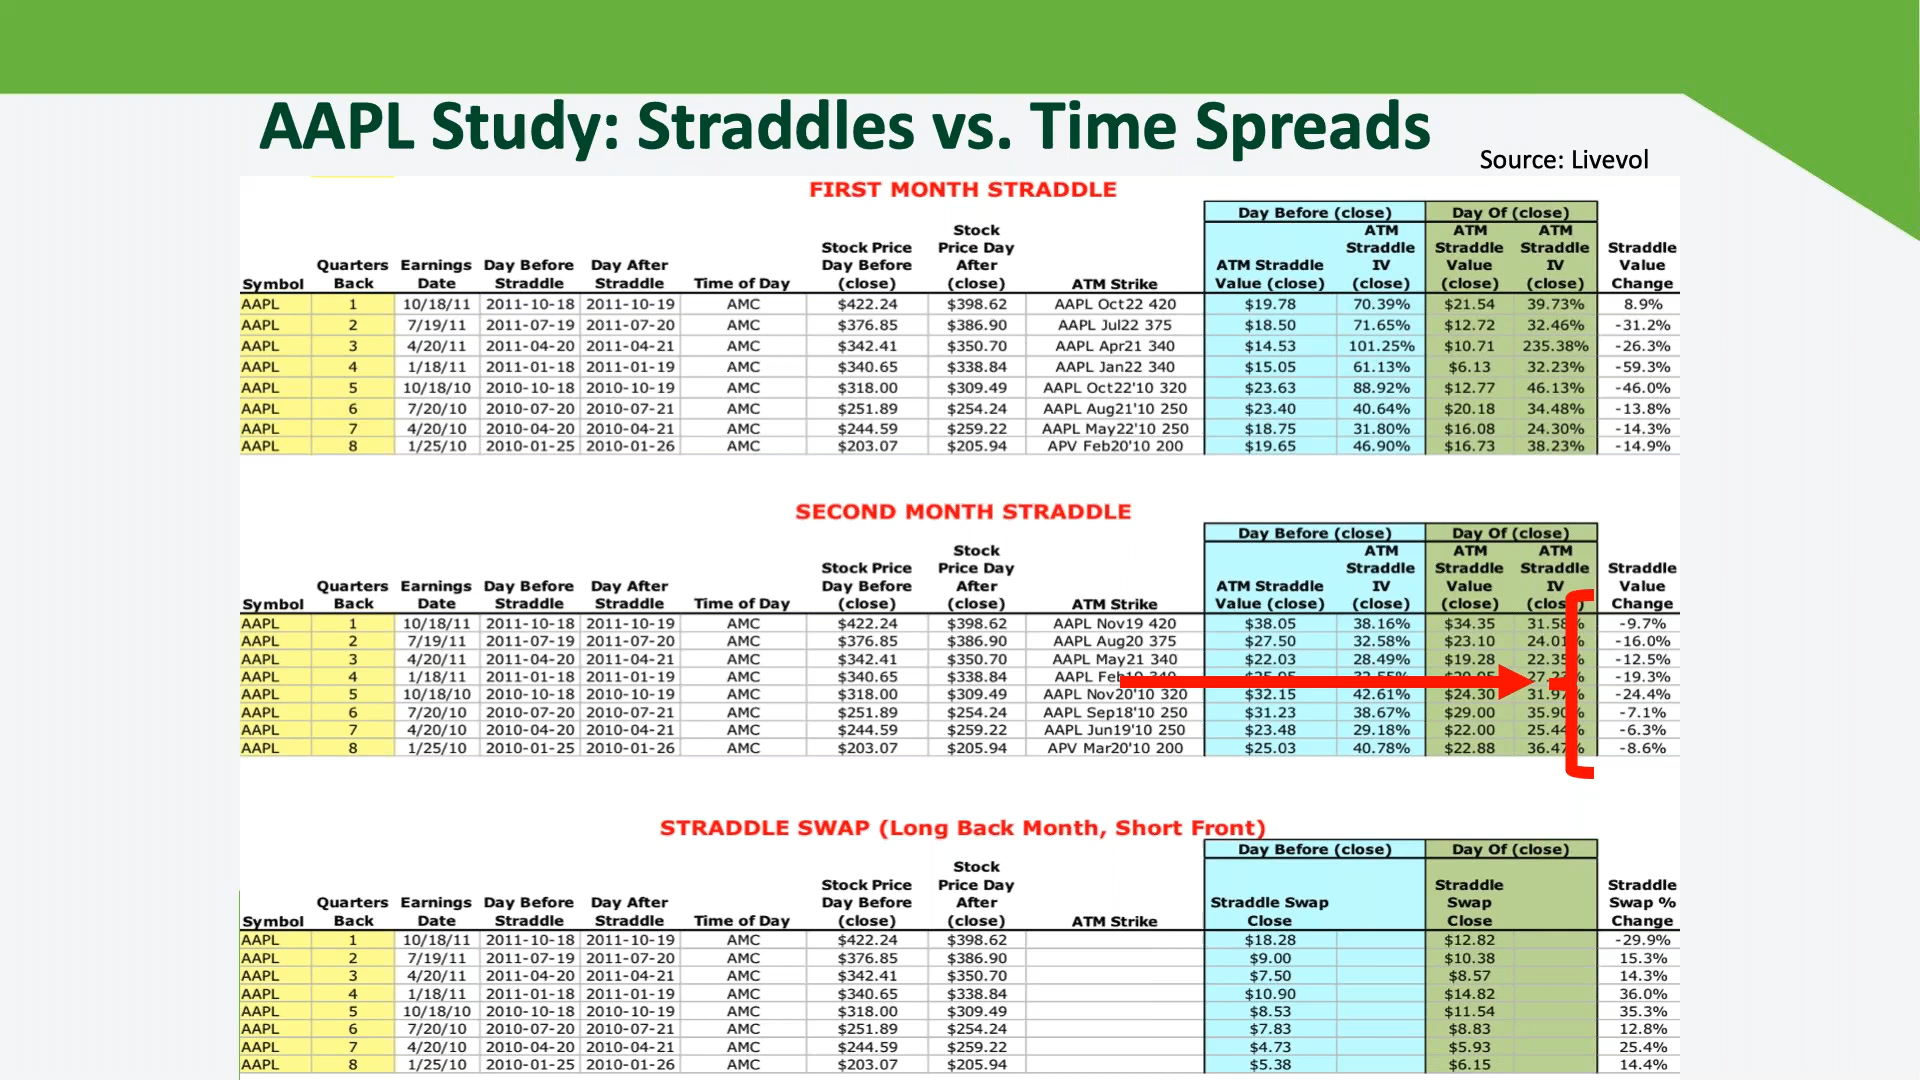 AAPL Study: Straddles vs. Time Spreads
Source: Livevol
FIRST MONTH STRADDLE
Day Before (close) Day Of (close)
Symbol Quarters Back Earnings Date Day Before Straddle Day After Straddle Time of Day Stock Price Day Before (close) Stock Price Day After (close) ATM Strike ATM Straddle Value (close) ATM Straddle IV (close) ATM Straddle Value (close) ATM Straddle IV (close) Straddle Value Change
AAPL 1 10/18/11 2011-10-18 2011-10-19 AMC $422.24 $398.62 AAPL Oct22 420 $19.78 70.39% $21.54 39.73% 8.9%
AAPL 2 7/19/11 2011-07-19 2011-07-20 AMC $376.85 $386.90 AAPL Jul22 375 $18.50 71.65% $12.72 32.46% -31.2%
AAPL 3 4/20/11 2011-04-20 2011-04-21 AMC $342.41 $350.70 AAPL Apr21 340 $14.53 101.25% $10.71 235.38% -26.3%
AAPL 4 1/18/11 2011-01-18 2011-01-19 AMC $340.65 $338.84 AAPL Jan22 340 $15.05 61.13% $6.13 32.23% -59.3%
AAPL 5 10/18/10 2010-10-18 2010-10-19 AMC $318.00 $309.49 AAPL Oct22'10 320 $23.63 88.92% $12.77 46.13% -46.0%
AAPL 6 7/20/10 2010-07-20 2010-07-21 AMC $251.89 $254.24 AAPL Aug21'10 250 $23.40 40.64% $20.18 34.48% -13.8%
AAPL 7 4/20/10 2010-04-20 2010-04-21 AMC $244.59 $259.22 AAPL May22'10 250 $18.75 31.80% $16.08 24.30% -14.3%
AAPL 8 1/25/10 2010-01-25 2010-01-26 AMC $203.07 $205.94 APV Feb20'10 200 $19.65 46.90% $16.73 38.23% -14.9%
SECOND MONTH STRADDLE
Day Before (close) Day Of (close)
Symbol Quarters Back Earnings Date Day Before Straddle Day After Straddle Time of Day Stock Price Day Before (close) Stock Price Day After (close) ATM Strike ATM Straddle Value (close) ATM Straddle IV (close) ATM Straddle Value (close) ATM Straddle IV (close) Straddle Value Change
AAPL 1 10/18/11 2011-10-18 2011-10-19 AMC $422.24 $398.62 AAPL Nov19 420 $38.05 38.16% $34.35 31.58% -9.7%
AAPL 2 7/19/11 2011-07-19 2011-07-20 AMC $376.85 $386.90 AAPL Aug20 375 $27.50 32.58% $23.10 24.01% -16.0%
AAPL 3 4/20/11 2011-04-20 2011-04-21 AMC $342.41 $350.70 AAPL May21 340 $22.03 28.49% $19.28 22.35% -12.5%
AAPL 4 1/18/11 2011-01-18 2011-01-19 AMC $340.65 $338.84 AAPL -19.3%
AAPL 5 10/18/10 2010-10-18 2010-10-19 AMC $318.00 $309.49 AAPL Nov20'10 320 $32.15 42.61% $24.30 31.97% -24.4%
AAPL 6 7/20/10 2010-07-20 2010-07-21 AMC $251.89 $254.24 AAPL Sep18'10 250 $31.23 38.67% $29.00 35.90% -7.1%
AAPL 7 4/20/10 2010-04-20 2010-04-21 AMC $244.59 $259.22 AAPL Jun19'10 250 $23.48 29.18% $22.00 25.44% -6.3%
AAPL 8 1/25/10 2010-01-25 2010-01-26 AMC $203.07 $205.94 APV Mar20'10 200 $25.03 40.78% $22.88 36.47% -8.6%
STRADDLE SWAP (Long Back Month, Short Front)
Day Before (close) Day Of (close)
Symbol Quarters Back Earnings Date Day Before Straddle Day After Straddle Time of Day Stock Price Day Before (close) Stock Price Day After (close) ATM Strike Straddle Swap Close Straddle Swap Close Straddle Swap % Change
AAPL 1 10/18/11 2011-10-18 2011-10-19 AMC $422.24 $398.62 $18.28 $12.82 -29.9%
AAPL 2 7/19/11 2011-07-19 2011-07-20 AMC $376.85 $386.90 $9.00 $10.38 15.3%
AAPL 3 4/20/11 2011-04-20 2011-04-21 AMC $342.41 $350.70 $7.50 $8.57 14.3%
AAPL 4 1/18/11 2011-01-18 2011-01-19 AMC $340.65 $338.84 $10.90 $14.82 36.0%
AAPL 5 10/18/10 2010-10-18 2010-10-19 AMC $318.00 $309.49 $8.53 $11.54 35.3%
AAPL 6 7/20/10 2010-07-20 2010-07-21 AMC $251.89 $254.24 $7.83 $8.83 12.8%
AAPL 7 4/20/10 2010-04-20 2010-04-21 AMC $244.59 $259.22 $4.73 $5.93 25.4%
AAPL 8 1/25/10 2010-01-25 2010-01-26 AMC $203.07 $205.94 $5.38 $6.15 14.4%